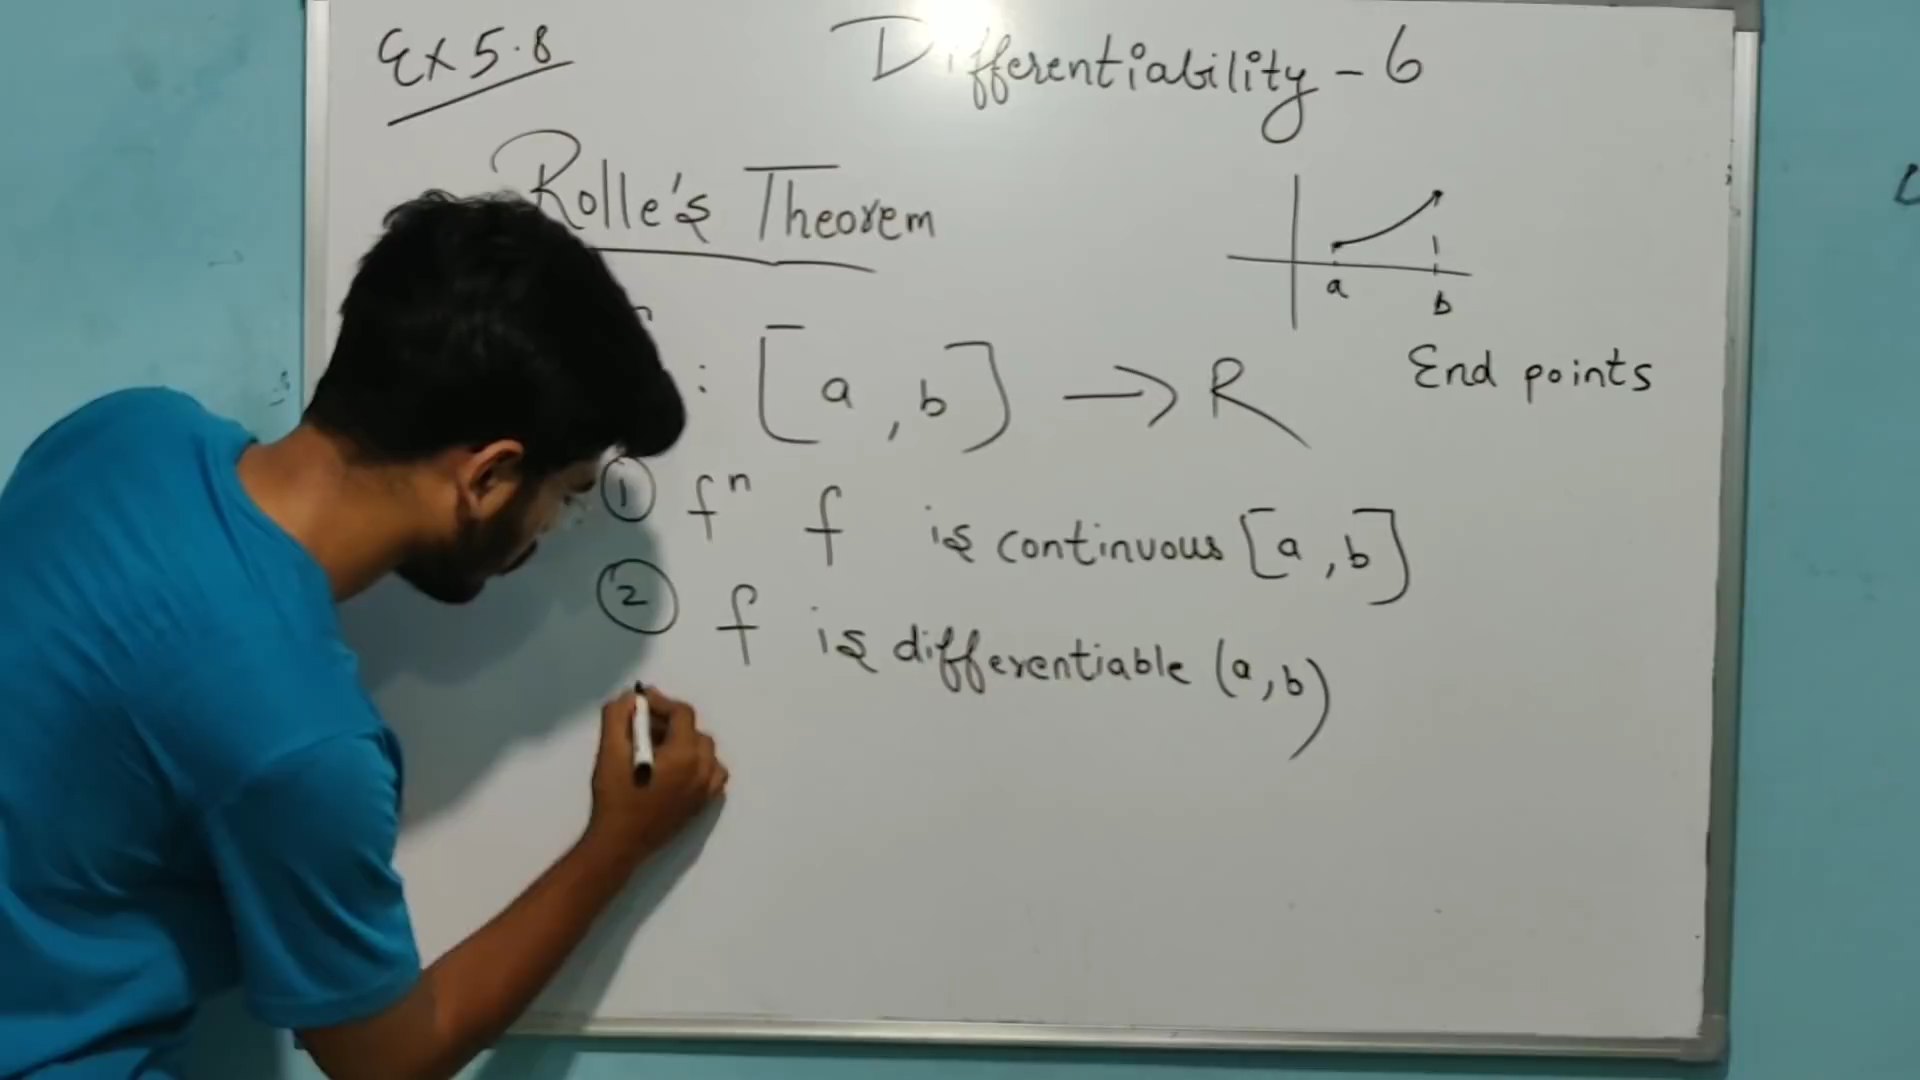 Ex 5.8
Differentiability - 6
Rolle's Theorem
a
b
End points
: [a, b] → R
① fⁿ f is continuous [a, b]
② f is differentiable (a, b)